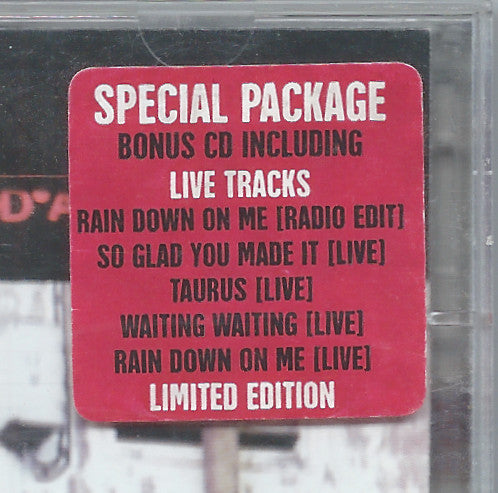 SPECIAL PACKAGE
BONUS CD INCLUDING
LIVE TRACKS
RAIN DOWN ON ME [RADIO EDIT]
SO GLAD YOU MADE IT [LIVE]
TAURUS [LIVE]
WAITING WAITING [LIVE]
RAIN DOWN ON ME [LIVE]
LIMITED EDITION
D*A